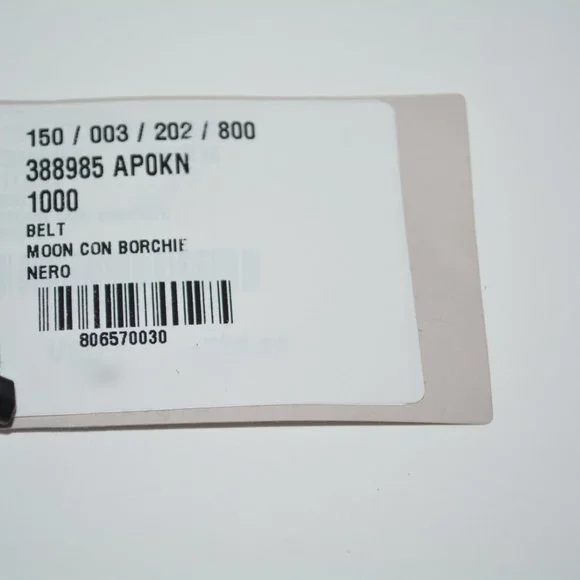 150 / 003 / 202 / 800
388985 AP0KN
1000
BELT
MOON CON BORCHIE
NERO
806570030